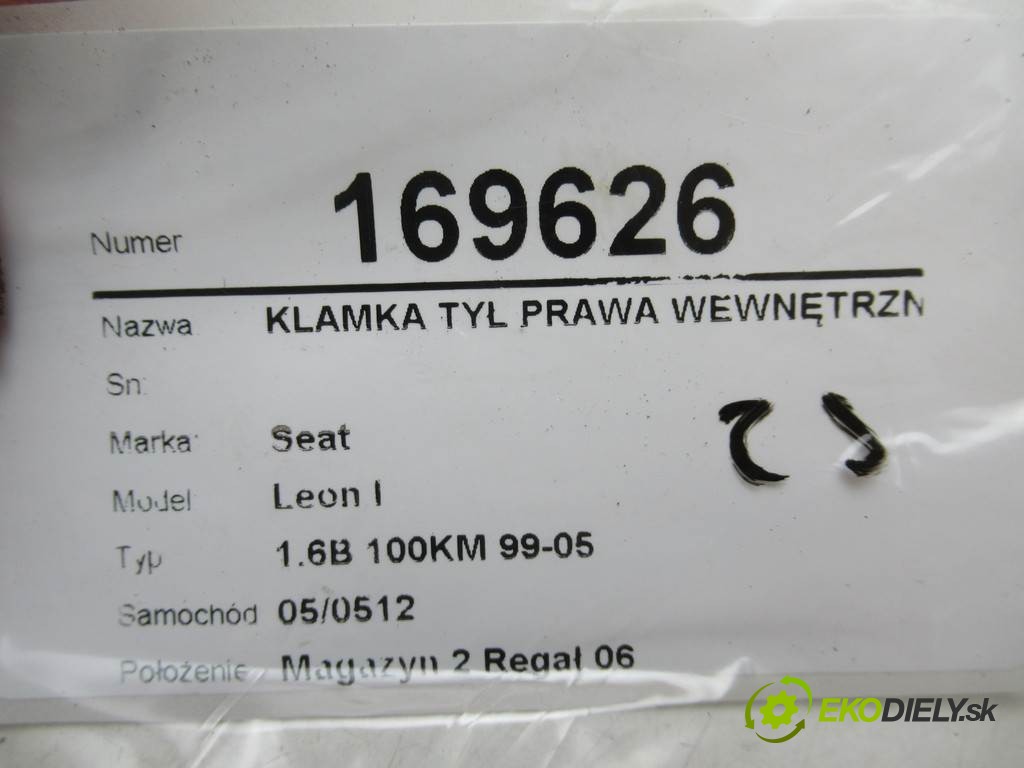 Numer 169626
Nazwa KLAMKA TYŁ PRAWA WEWNĘTRZN
Sn:
Marka: Seat
Model Leon I
Typ 1.6B 100KM 99-05
Samochód 05/0512
Położenie Magazyn 2 Regał 06
EKODIELY.sk